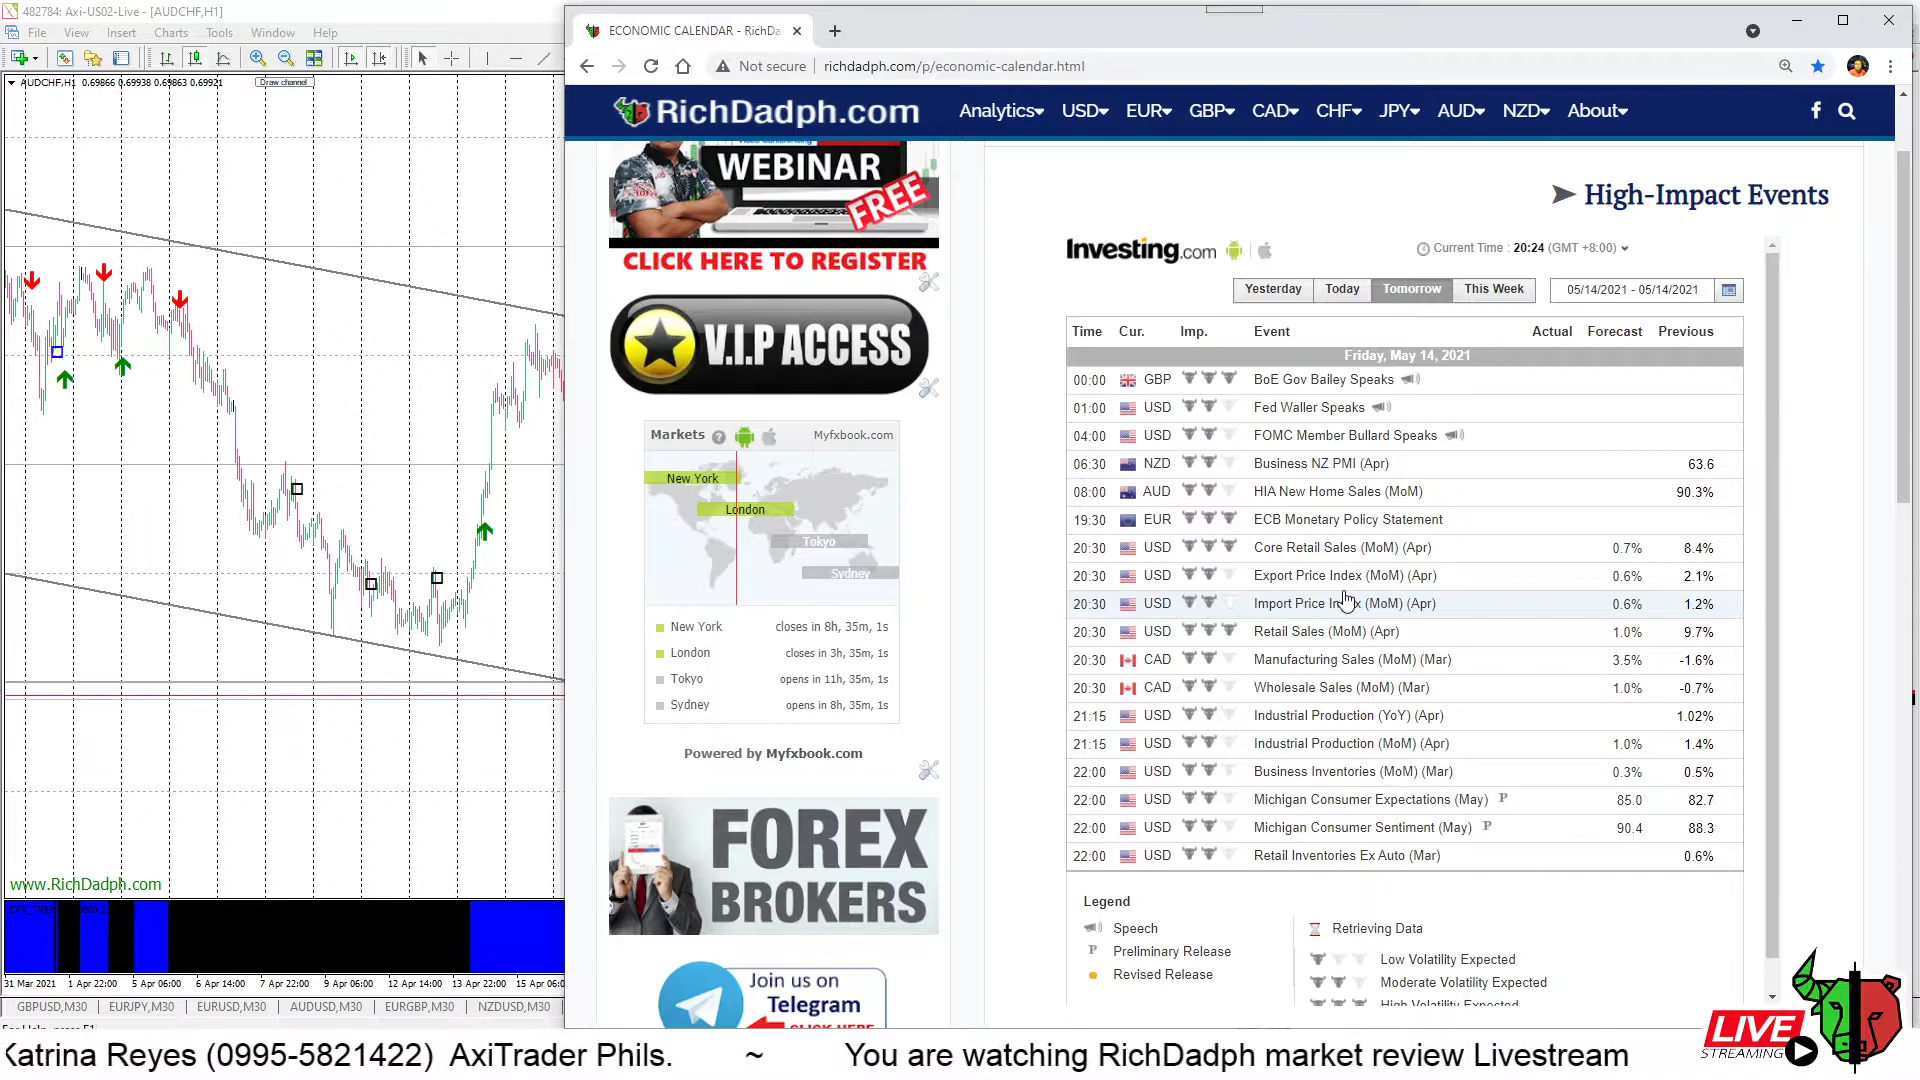 482784: Axi-US02-Live - [AUDCHF,H1]
File View Insert Charts Tools Window Help
AUDCHF,H1 0.69866 0.69938 0.69863 0.69921
Draw channel
www.RichDadph.com
31 Mar 2021 1 Apr 22:00 5 Apr 06:00 6 Apr 14:00 7 Apr 22:00 9 Apr 06:00 12 Apr 14:00 13 Apr 22:00 15 Apr 06:00
GBPUSD,M30 EURJPY,M30 EURUSD,M30 AUDUSD,M30 EURGBP,M30 NZDUSD,M30
ECONOMIC CALENDAR - RichDa
Not secure richdadph.com/p/economic-calendar.html
RichDadph.com Analytics USD EUR GBP CAD CHF JPY AUD NZD About
WEBINAR
FREE
CLICK HERE TO REGISTER
V.I.P ACCESS
Markets Myfxbook.com
New York
London
Tokyo
Sydney
New York closes in 8h, 35m, 1s
London closes in 3h, 35m, 1s
Tokyo opens in 11h, 35m, 1s
Sydney opens in 8h, 35m, 1s
Powered by Myfxbook.com
FOREX
BROKERS
Join us on
Telegram
CLICK HERE
High-Impact Events
Investing.com
Current Time : 20:24 (GMT +8:00)
Yesterday Today Tomorrow This Week 05/14/2021 - 05/14/2021
Time Cur. Imp. Event Actual Forecast Previous
Friday, May 14, 2021
00:00 GBP BoE Gov Bailey Speaks
01:00 USD Fed Waller Speaks
04:00 USD FOMC Member Bullard Speaks
06:30 NZD Business NZ PMI (Apr) 63.6
08:00 AUD HIA New Home Sales (MoM) 90.3%
19:30 EUR ECB Monetary Policy Statement
20:30 USD Core Retail Sales (MoM) (Apr) 0.7% 8.4%
20:30 USD Export Price Index (MoM) (Apr) 0.6% 2.1%
20:30 USD Import Price Index (MoM) (Apr) 0.6% 1.2%
20:30 USD Retail Sales (MoM) (Apr) 1.0% 9.7%
20:30 CAD Manufacturing Sales (MoM) (Mar) 3.5% -1.6%
20:30 CAD Wholesale Sales (MoM) (Mar) 1.0% -0.7%
21:15 USD Industrial Production (YoY) (Apr) 1.02%
21:15 USD Industrial Production (MoM) (Apr) 1.0% 1.4%
22:00 USD Business Inventories (MoM) (Mar) 0.3% 0.5%
22:00 USD Michigan Consumer Expectations (May) P 85.0 82.7
22:00 USD Michigan Consumer Sentiment (May) P 90.4 88.3
22:00 USD Retail Inventories Ex Auto (Mar) 0.6%
Legend
Speech
P Preliminary Release
Revised Release
Retrieving Data
Low Volatility Expected
Moderate Volatility Expected
High Volatility Expected
LIVE
STREAMING
Katrina Reyes (0995-5821422) AxiTrader Phils. ~ You are watching RichDadph market review Livestream